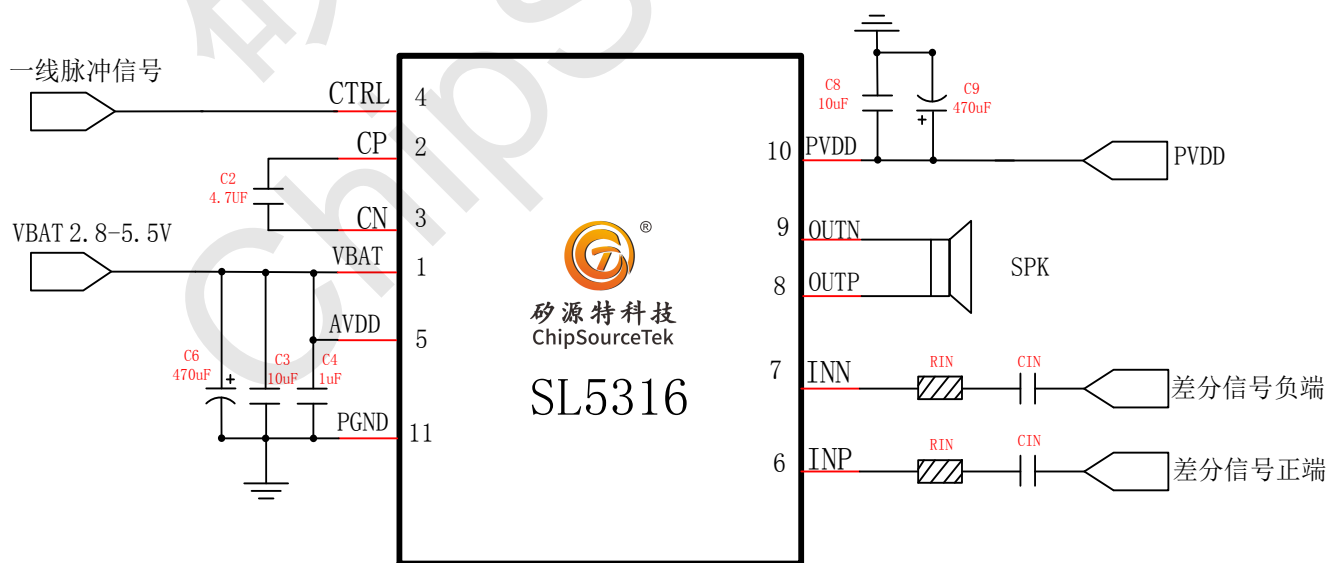 一线脉冲信号
CTRL 4
CP 2
C2
4.7UF
CN 3
VBAT 2.8-5.5V
VBAT 1
AVDD 5
C6
470uF
C3
10uF
C4
1uF
PGND 11
®
矽源特科技
ChipSourceTek
SL5316
C8
10uF
C9
470uF
10 PVDD
PVDD
9 OUTN
8 OUTP
SPK
7 INN
RIN
CIN
差分信号负端
6 INP
RIN
CIN
差分信号正端